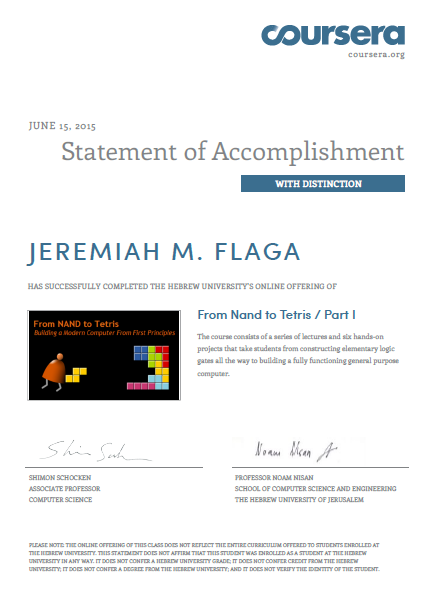 coursera
coursera.org
JUNE 15, 2015
Statement of Accomplishment
WITH DISTINCTION
JEREMIAH M. FLAGA
HAS SUCCESSFULLY COMPLETED THE HEBREW UNIVERSITY'S ONLINE OFFERING OF
From NAND to Tetris
Building a Modern Computer From First Principles
From Nand to Tetris / Part I
The course consists of a series of lectures and six hands-on
projects that take students from constructing elementary logic
gates all the way to building a fully functioning general purpose
computer.
Shim Sch
Noam Nisan
SHIMON SCHOCKEN
ASSOCIATE PROFESSOR
COMPUTER SCIENCE
PROFESSOR NOAM NISAN
SCHOOL OF COMPUTER SCIENCE AND ENGINEERING
THE HEBREW UNIVERSITY OF JERUSALEM
PLEASE NOTE: THE ONLINE OFFERING OF THIS CLASS DOES NOT REFLECT THE ENTIRE CURRICULUM OFFERED TO STUDENTS ENROLLED AT
THE HEBREW UNIVERSITY. THIS STATEMENT DOES NOT AFFIRM THAT THIS STUDENT WAS ENROLLED AS A STUDENT AT THE HEBREW
UNIVERSITY IN ANY WAY. IT DOES NOT CONFER A HEBREW UNIVERSITY GRADE; IT DOES NOT CONFER CREDIT FROM THE HEBREW
UNIVERSITY; IT DOES NOT CONFER A DEGREE FROM THE HEBREW UNIVERSITY; AND IT DOES NOT VERIFY THE IDENTITY OF THE STUDENT.